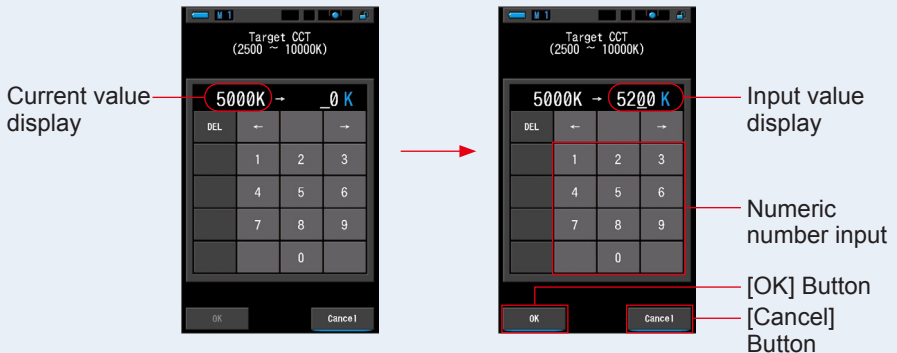 M 1
Target CCT
(2500 ~ 10000K)
Current value
display
5000K → _0 K
DEL ← →
1 2 3
4 5 6
7 8 9
0
OK Cancel
M 1
Target CCT
(2500 ~ 10000K)
5000K → 5200 K
Input value
display
DEL ← →
1 2 3
4 5 6
7 8 9
0
Numeric
number input
OK Cancel
[OK] Button
[Cancel]
Button